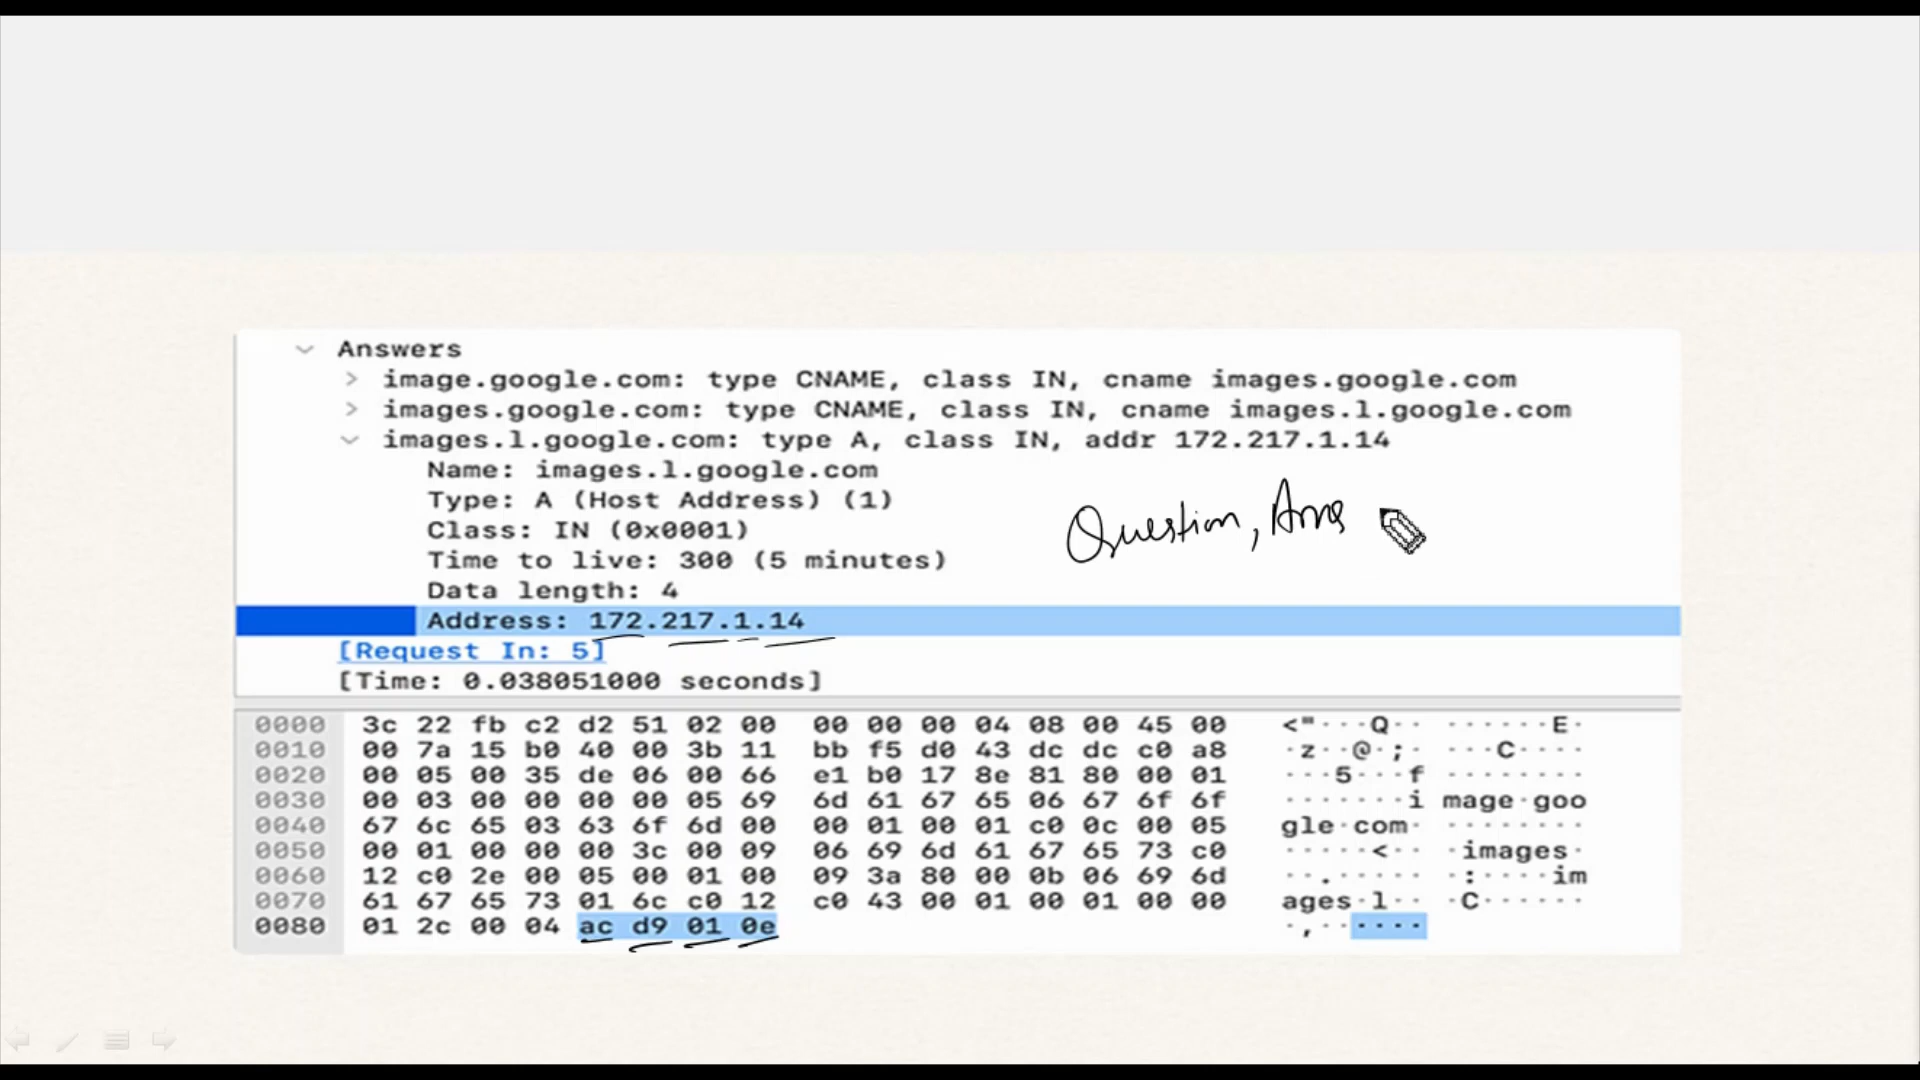 Answers
image.google.com: type CNAME, class IN, cname images.google.com
images.google.com: type CNAME, class IN, cname images.l.google.com
images.l.google.com: type A, class IN, addr 172.217.1.14
Name: images.l.google.com
Type: A (Host Address) (1)
Class: IN (0x0001)
Time to live: 300 (5 minutes)
Data length: 4
Address: 172.217.1.14
[Request In: 5]
[Time: 0.038051000 seconds]
Question, Ans
0000 3c 22 fb c2 d2 51 02 00 00 00 00 04 08 00 45 00 <"···Q·· ······E·
0010 00 7a 15 b0 40 00 3b 11 bb f5 d0 43 dc dc c0 a8 ·z··@·;· ···C····
0020 00 05 00 35 de 06 00 66 e1 b0 17 8e 81 80 00 01 ···5···f ········
0030 00 03 00 00 00 00 05 69 6d 61 67 65 06 67 6f 6f ·······i mage·goo
0040 67 6c 65 03 63 6f 6d 00 00 01 00 01 c0 0c 00 05 gle·com· ········
0050 00 01 00 00 00 3c 00 09 06 69 6d 61 67 65 73 c0 ·····<·· ·images·
0060 12 c0 2e 00 05 00 01 00 09 3a 80 00 0b 06 69 6d ··.····· ·:····im
0070 61 67 65 73 01 6c c0 12 c0 43 00 01 00 01 00 00 ages·l·· ·C······
0080 01 2c 00 04 ac d9 01 0e ·,······